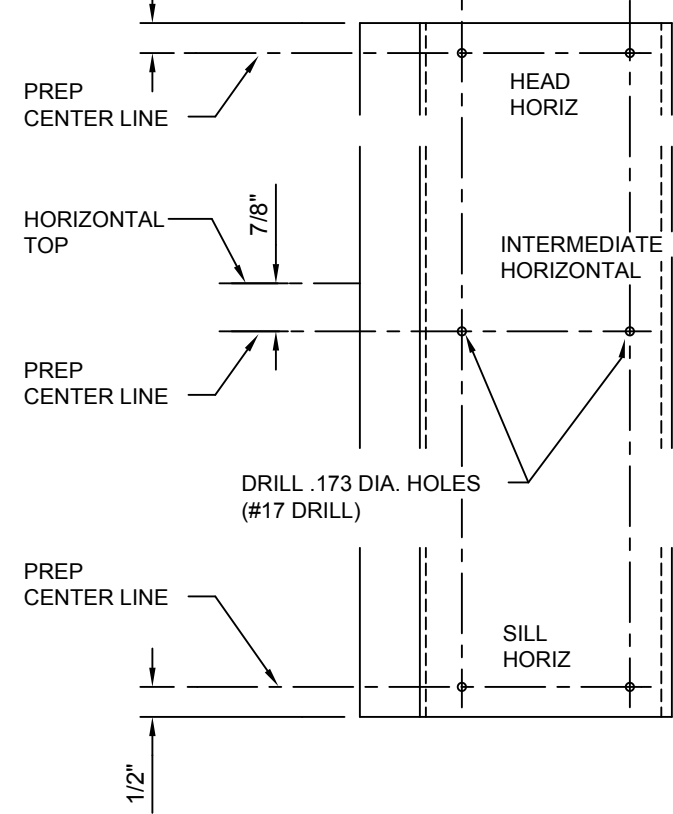 HEAD
HORIZ
PREP
CENTER LINE
7/8"
HORIZONTAL
TOP
INTERMEDIATE
HORIZONTAL
PREP
CENTER LINE
DRILL .173 DIA. HOLES
(#17 DRILL)
PREP
CENTER LINE
SILL
HORIZ
1/2"